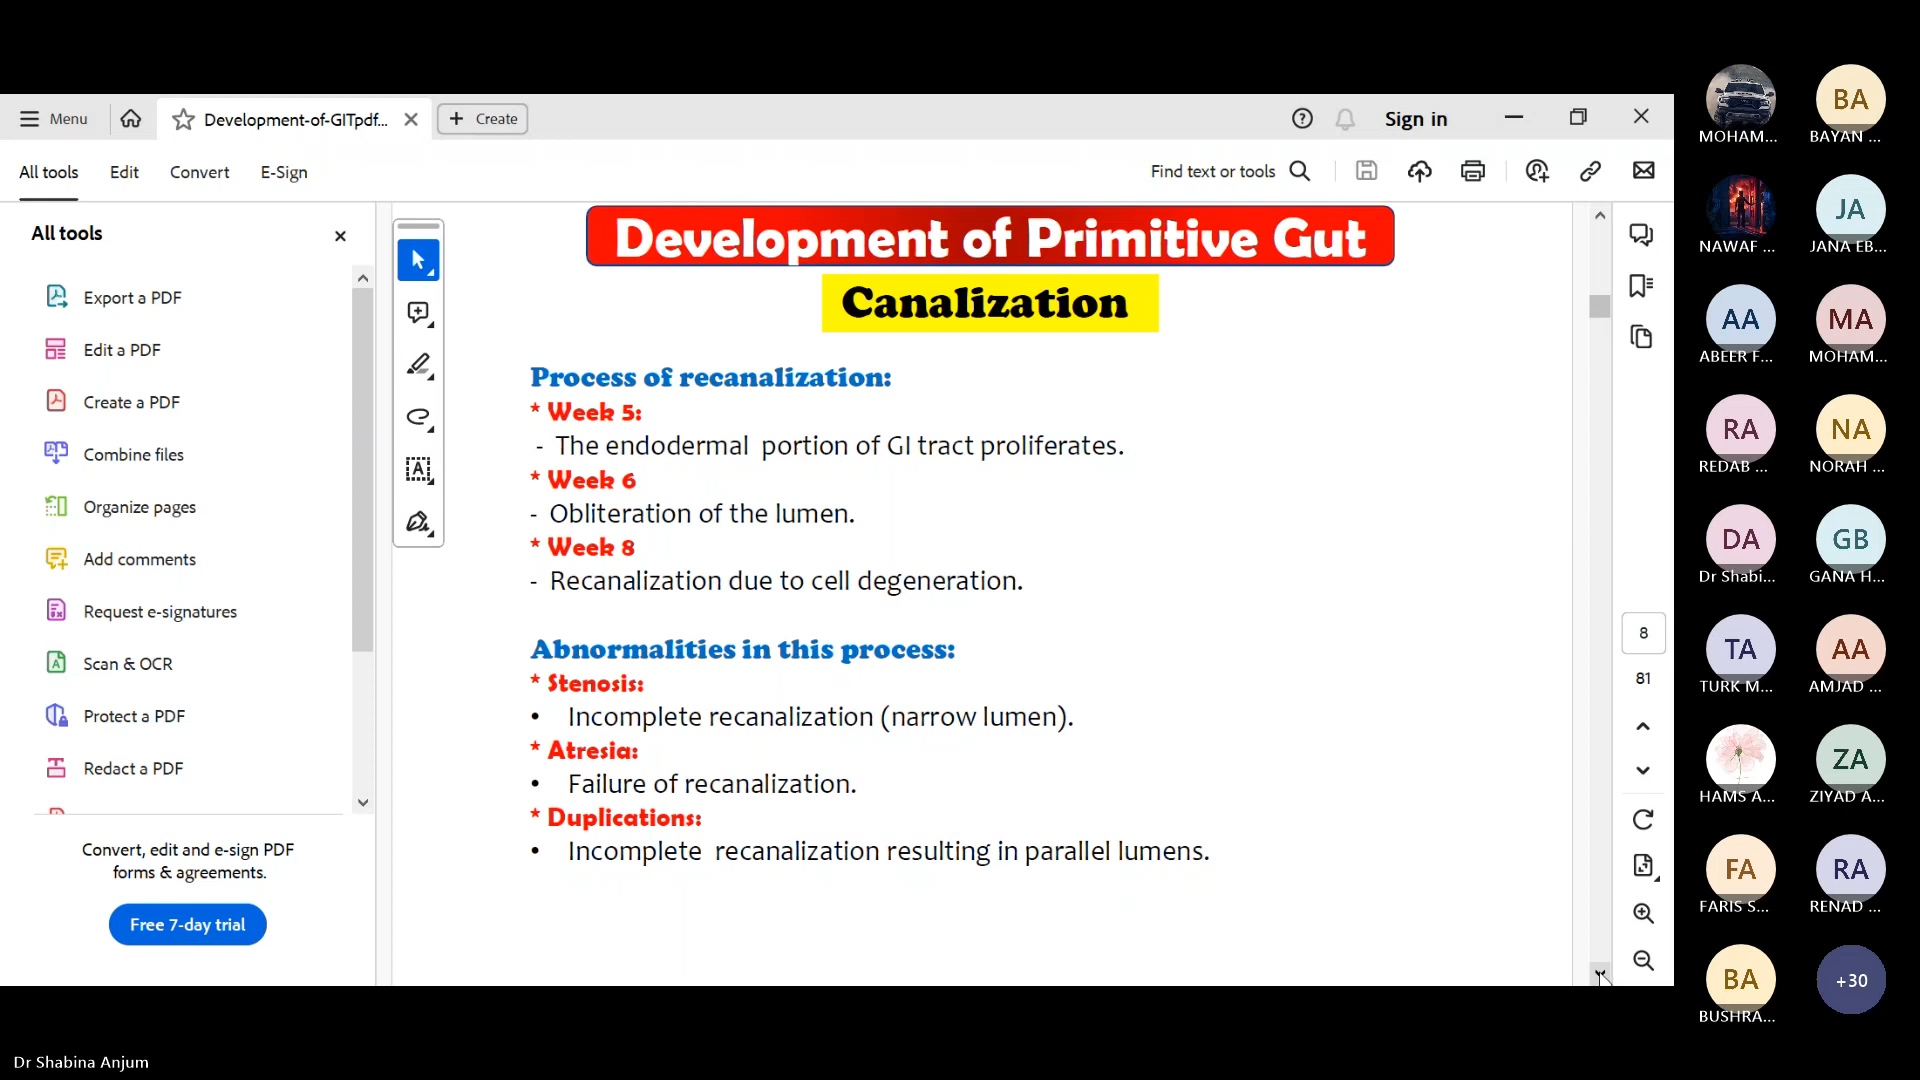 Menu
Development-of-GITpdf...
Create
Sign in
All tools
Edit
Convert
E-Sign
Find text or tools
All tools
Export a PDF
Edit a PDF
Create a PDF
Combine files
Organize pages
Add comments
Request e-signatures
Scan & OCR
Protect a PDF
Redact a PDF
Convert, edit and e-sign PDF
forms & agreements.
Free 7-day trial
Development of Primitive Gut
Canalization
Process of recanalization:
* Week 5:
- The endodermal portion of GI tract proliferates.
* Week 6
- Obliteration of the lumen.
* Week 8
- Recanalization due to cell degeneration.
Abnormalities in this process:
* Stenosis:
• Incomplete recanalization (narrow lumen).
* Atresia:
• Failure of recanalization.
* Duplications:
• Incomplete recanalization resulting in parallel lumens.
8
81
MOHAM...
BA
BAYAN ...
NAWAF ...
JA
JANA EB...
AA
ABEER F...
MA
MOHAM...
RA
REDAB ...
NA
NORAH ...
DA
Dr Shabi...
GB
GANA H...
TA
TURK M...
AA
AMJAD ...
HAMS A...
ZA
ZIYAD A...
FA
FARIS S...
RA
RENAD ...
BA
BUSHRA...
+30
Dr Shabina Anjum